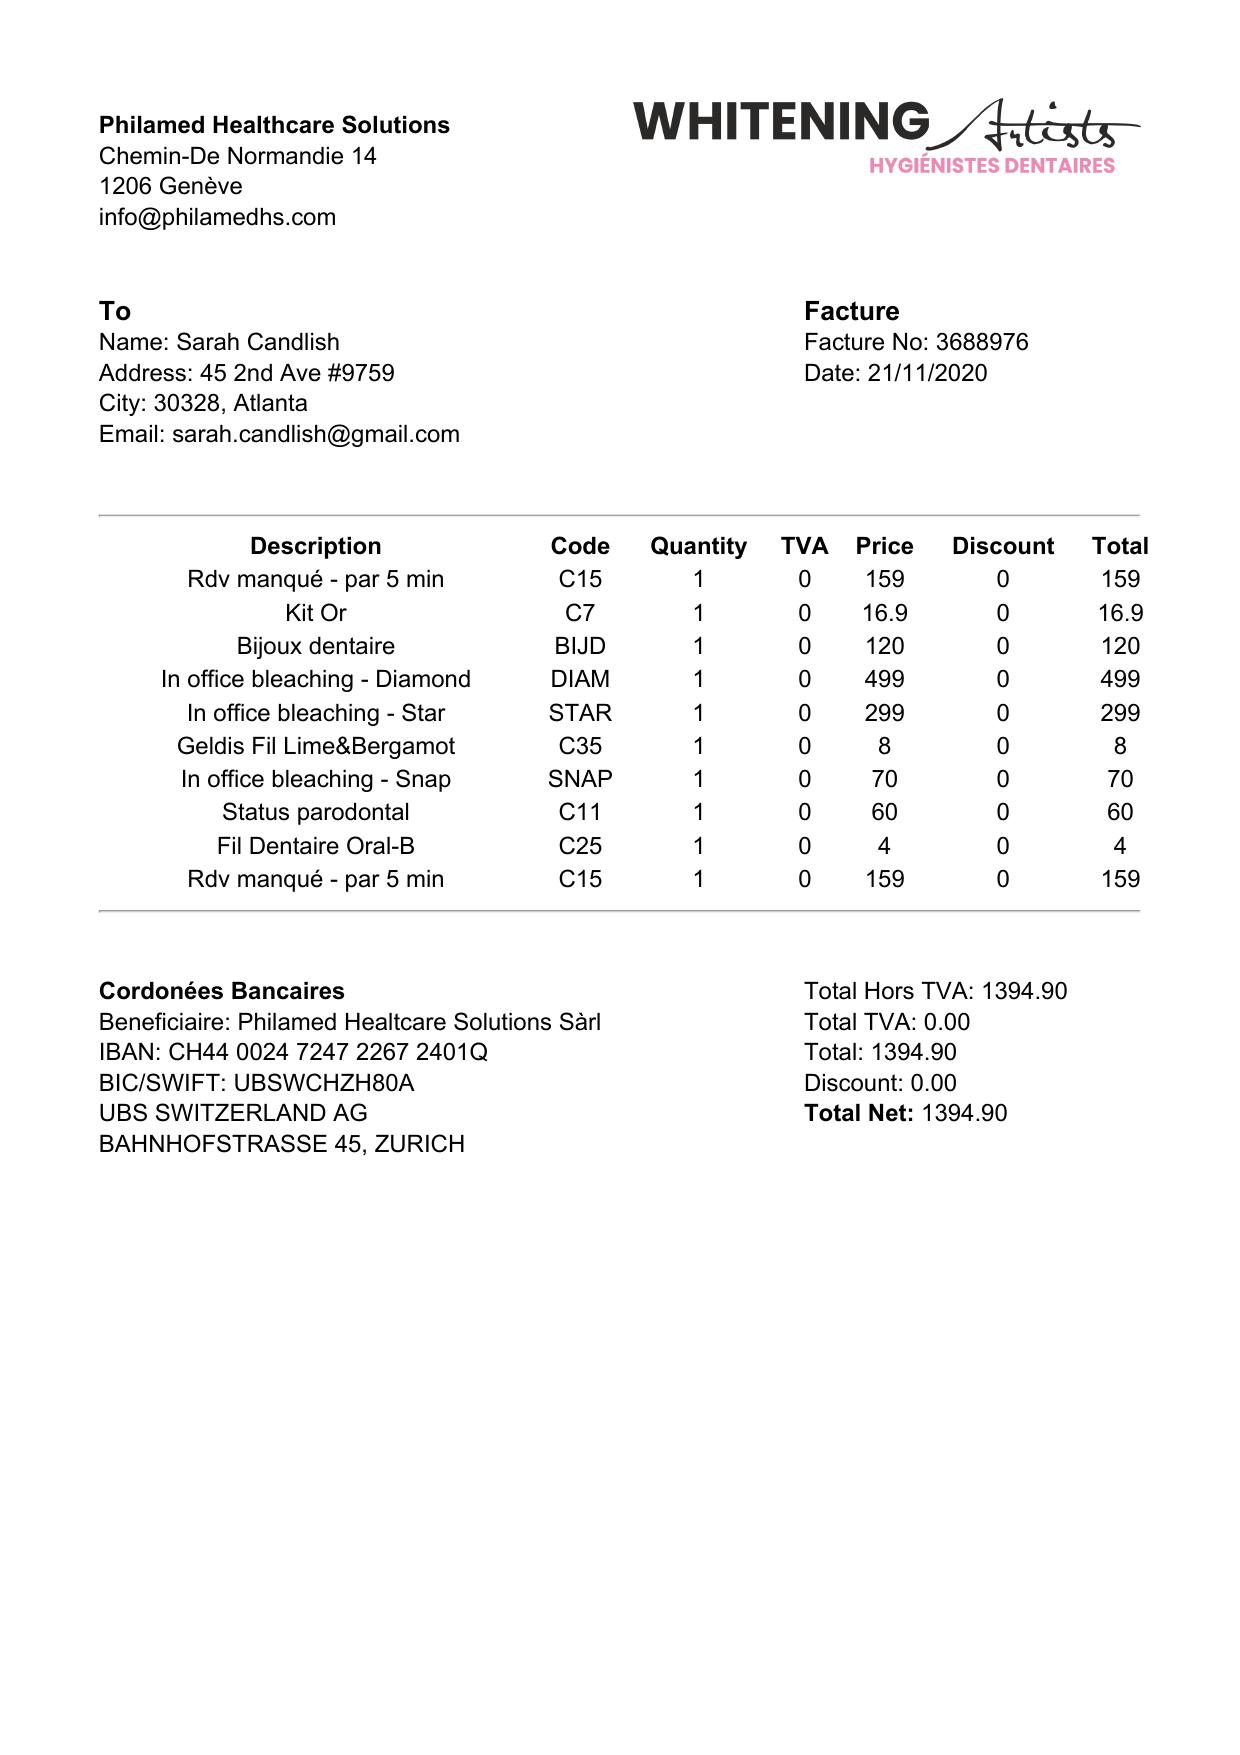 Philamed Healthcare Solutions
Chemin-De Normandie 14
1206 Genève
info@philamedhs.com
WHITENING Artists
HYGIÉNISTES DENTAIRES
To
Name: Sarah Candlish
Address: 45 2nd Ave #9759
City: 30328, Atlanta
Email: sarah.candlish@gmail.com
Facture
Facture No: 3688976
Date: 21/11/2020
Description Code Quantity TVA Price Discount Total
Rdv manqué - par 5 min C15 1 0 159 0 159
Kit Or C7 1 0 16.9 0 16.9
Bijoux dentaire BIJD 1 0 120 0 120
In office bleaching - Diamond DIAM 1 0 499 0 499
In office bleaching - Star STAR 1 0 299 0 299
Geldis Fil Lime&Bergamot C35 1 0 8 0 8
In office bleaching - Snap SNAP 1 0 70 0 70
Status parodontal C11 1 0 60 0 60
Fil Dentaire Oral-B C25 1 0 4 0 4
Rdv manqué - par 5 min C15 1 0 159 0 159
Cordonées Bancaires
Beneficiaire: Philamed Healtcare Solutions Sàrl
IBAN: CH44 0024 7247 2267 2401Q
BIC/SWIFT: UBSWCHZH80A
UBS SWITZERLAND AG
BAHNHOFSTRASSE 45, ZURICH
Total Hors TVA: 1394.90
Total TVA: 0.00
Total: 1394.90
Discount: 0.00
Total Net: 1394.90